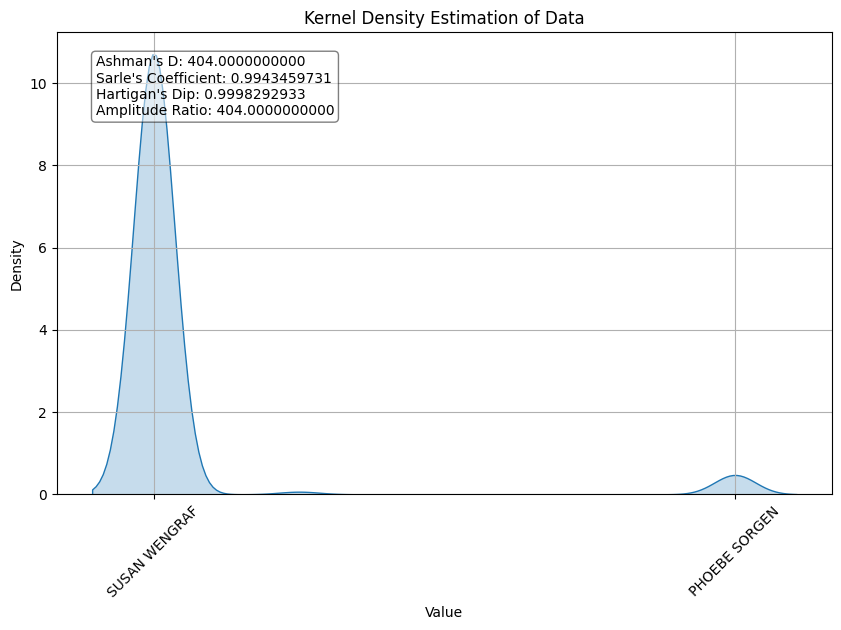 Kernel Density Estimation of Data
Ashman's D: 404.0000000000
Sarle's Coefficient: 0.9943459731
Hartigan's Dip: 0.9998292933
Amplitude Ratio: 404.0000000000
10
8
6
4
2
0
Density
SUSAN WENGRAF
PHOEBE SORGEN
Value